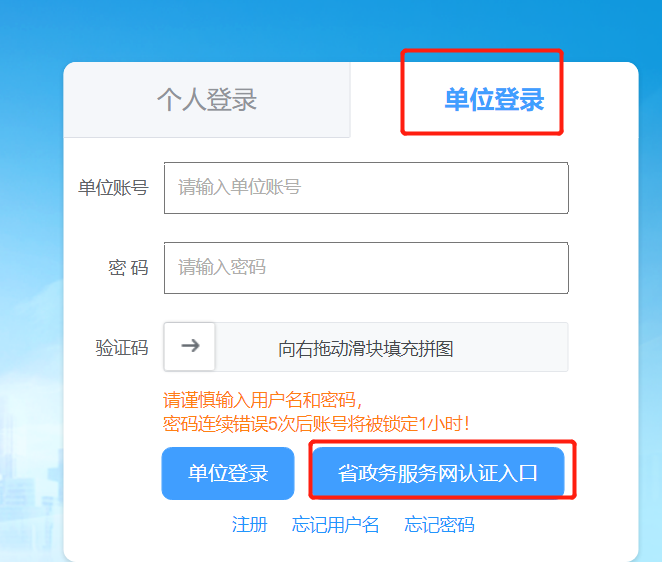 个人登录 单位登录
单位账号 请输入单位账号
密 码 请输入密码
验证码 → 向右拖动滑块填充拼图
请谨慎输入用户名和密码，
密码连续错误5次后账号将被锁定1小时！
单位登录 省政务服务网认证入口
注册 忘记用户名 忘记密码